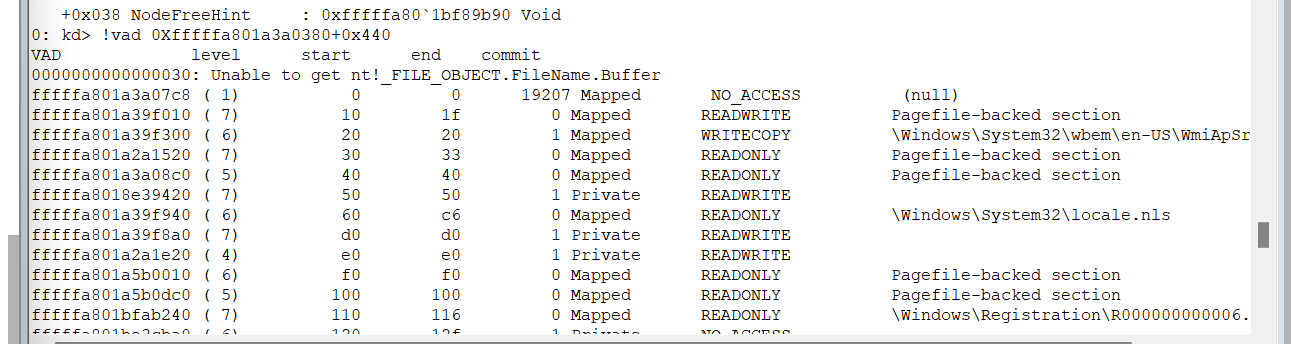 +0x038 NodeFreeHint     : 0xfffffa80`1bf89b90 Void
0: kd> !vad 0Xfffffa801a3a0380+0x440
VAD             level         start      end    commit
0000000000000030: Unable to get nt!_FILE_OBJECT.FileName.Buffer
fffffa801a3a07c8 ( 1)           0         0      19207 Mapped       NO_ACCESS          (null)
fffffa801a39f010 ( 7)          10        1f         0 Mapped       READWRITE          Pagefile-backed section
fffffa801a39f300 ( 6)          20        20         1 Mapped       WRITECOPY          \Windows\System32\wbem\en-US\WmiApSr
fffffa801a2a1520 ( 7)          30        33         0 Mapped       READONLY           Pagefile-backed section
fffffa801a3a08c0 ( 5)          40        40         0 Mapped       READONLY           Pagefile-backed section
fffffa8018e39420 ( 7)          50        50         1 Private      READWRITE
fffffa801a39f940 ( 6)          60        c6         0 Mapped       READONLY           \Windows\System32\locale.nls
fffffa801a39f8a0 ( 7)          d0        d0         1 Private      READWRITE
fffffa801a2a1e20 ( 4)          e0        e0         1 Private      READWRITE
fffffa801a5b0010 ( 6)          f0        f0         0 Mapped       READONLY           Pagefile-backed section
fffffa801a5b0dc0 ( 5)         100       100         0 Mapped       READONLY           Pagefile-backed section
fffffa801bfab240 ( 7)         110       116         0 Mapped       READONLY           \Windows\Registration\R000000000006.